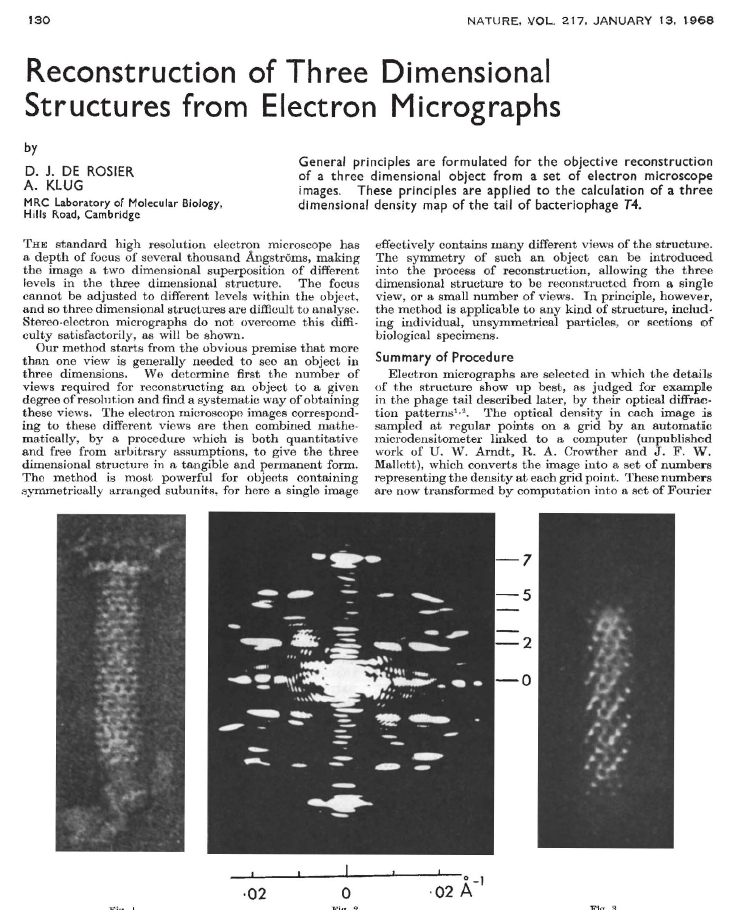 130
NATURE, VOL. 217, JANUARY 13, 1968
Reconstruction of Three Dimensional
Structures from Electron Micrographs
by
D. J. DE ROSIER
A. KLUG
MRC Laboratory of Molecular Biology,
Hills Road, Cambridge
General principles are formulated for the objective reconstruction
of a three dimensional object from a set of electron microscope
images. These principles are applied to the calculation of a three
dimensional density map of the tail of bacteriophage T4.
THE standard high resolution electron microscope has
a depth of focus of several thousand Ångströms, making
the image a two dimensional superposition of different
levels in the three dimensional structure. The focus
cannot be adjusted to different levels within the object,
and so three dimensional structures are difficult to analyse.
Stereo-electron micrographs do not overcome this diffi-
culty satisfactorily, as will be shown.
Our method starts from the obvious premise that more
than one view is generally needed to see an object in
three dimensions. We determine first the number of
views required for reconstructing an object to a given
degree of resolution and find a systematic way of obtaining
these views. The electron microscope images correspond-
ing to these different views are then combined mathe-
matically, by a procedure which is both quantitative
and free from arbitrary assumptions, to give the three
dimensional structure in a tangible and permanent form.
The method is most powerful for objects containing
symmetrically arranged subunits, for here a single image
effectively contains many different views of the structure.
The symmetry of such an object can be introduced
into the process of reconstruction, allowing the three
dimensional structure to be reconstructed from a single
view, or a small number of views. In principle, however,
the method is applicable to any kind of structure, includ-
ing individual, unsymmetrical particles, or sections of
biological specimens.
Summary of Procedure
Electron micrographs are selected in which the details
of the structure show up best, as judged for example
in the phage tail described later, by their optical diffrac-
tion patterns¹,². The optical density in each image is
sampled at regular points on a grid by an automatic
microdensitometer linked to a computer (unpublished
work of U. W. Arndt, R. A. Crowther and J. F. W.
Mallett), which converts the image into a set of numbers
representing the density at each grid point. These numbers
are now transformed by computation into a set of Fourier
7
5
2
0
·02 0 ·02 Å⁻¹